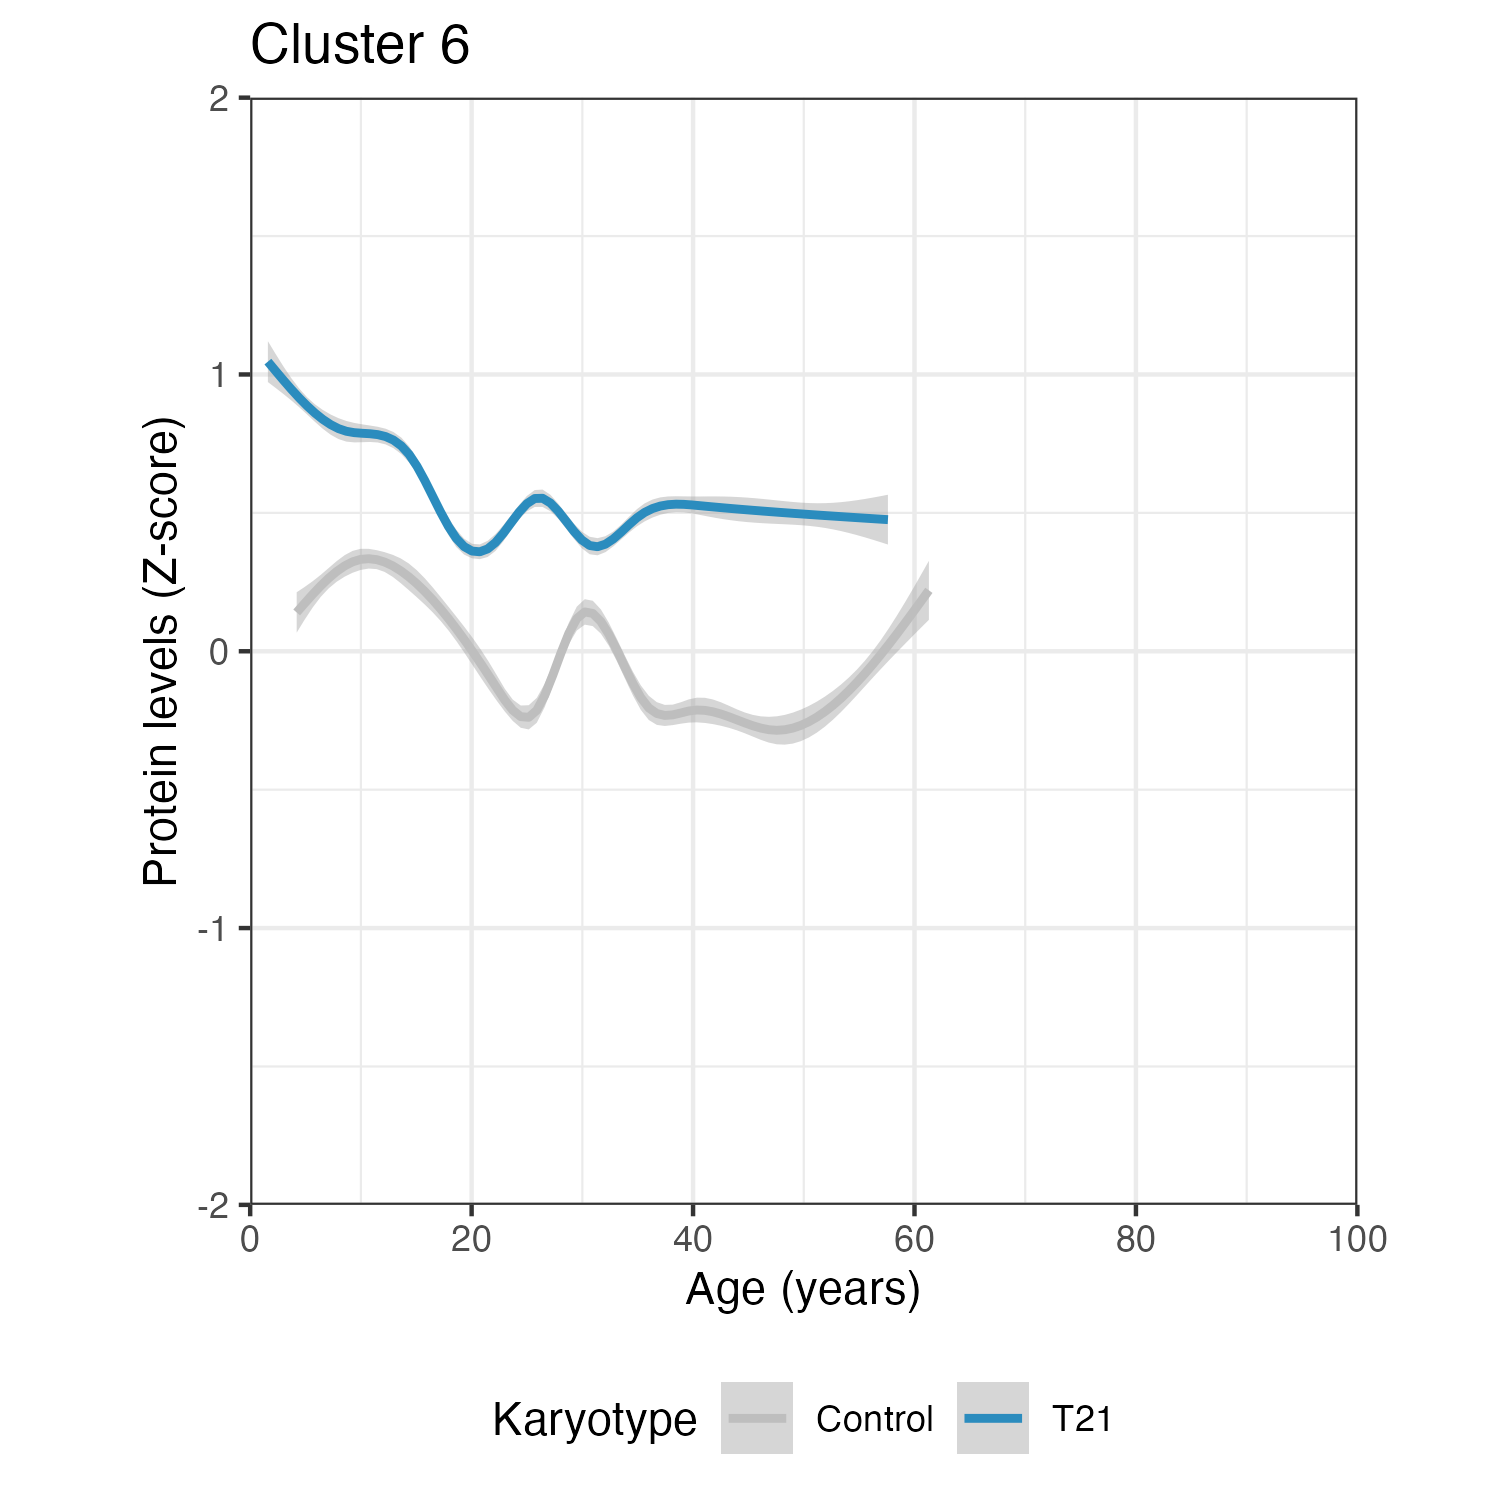 Cluster 6
Protein levels (Z-score)
2
1
0
-1
-2
0 20 40 60 80 100
Age (years)
Karyotype Control T21